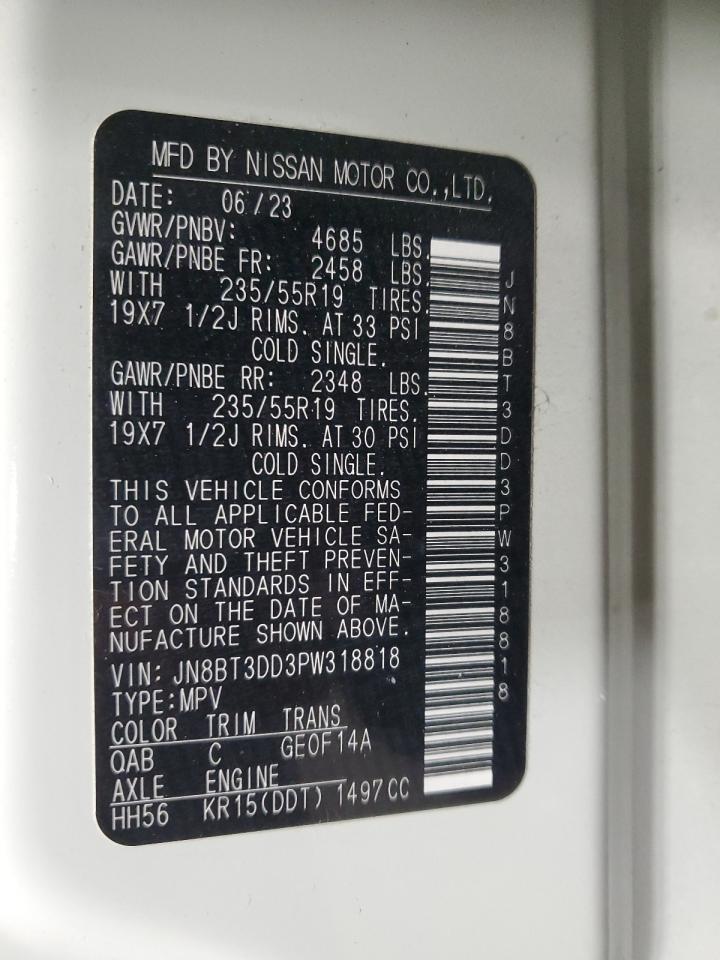 MFD BY NISSAN MOTOR CO.,LTD.
DATE: 06/23
GVWR/PNBV: 4685 LBS.
GAWR/PNBE FR: 2458 LBS.
WITH 235/55R19 TIRES.
19X7 1/2J RIMS. AT 33 PSI
COLD SINGLE.
GAWR/PNBE RR: 2348 LBS.
WITH 235/55R19 TIRES.
19X7 1/2J RIMS. AT 30 PSI
COLD SINGLE.
THIS VEHICLE CONFORMS
TO ALL APPLICABLE FED-
ERAL MOTOR VEHICLE SA-
FETY AND THEFT PREVEN-
TION STANDARDS IN EFF-
ECT ON THE DATE OF MA-
NUFACTURE SHOWN ABOVE.
VIN: JN8BT3DD3PW318818
TYPE:MPV
COLOR TRIM TRANS
QAB C GEOF14A
AXLE ENGINE
HH56 KR15(DDT) 1497CC
JN8BT3DD3PW318818